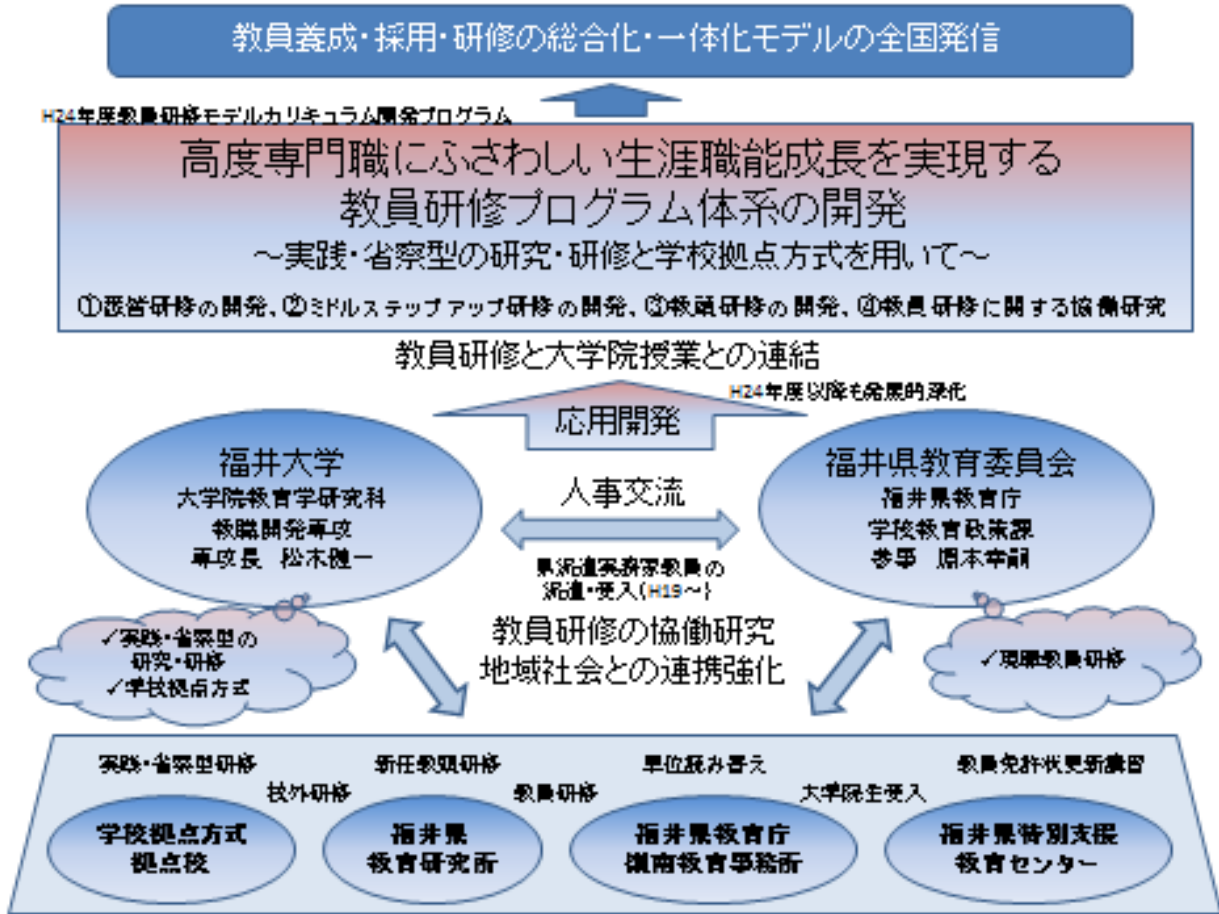 教員養成・採用・研修の総合化・一体化モデルの全国発信
H24年度教員研修モデルカリキュラム開発プログラム
高度専門職にふさわしい生涯職能成長を実現する
教員研修プログラム体系の開発
～実践・省察型の研究・研修と学校拠点方式を用いて～
①悉皆研修の開発、②ミドルステップアップ研修の開発、③教頭研修の開発、④教員研修に関する協働研究
教員研修と大学院授業との連結
H24年度以降も発展的深化
応用開発
福井大学
大学院教育学研究科
教職開発専攻
専攻長 松木健一
人事交流
県派遣実務家教員の
派遣・受入(H19～)
福井県教育委員会
福井県教育庁
学校教育政策課
参事
✓実践・省察型の
研究・研修
✓学校拠点方式
教員研修の協働研究
地域社会との連携強化
✓現職教員研修
実践・省察型研修
新任教頭研修
単位読み替え
教員免許状更新講習
校外研修
教員研修
大学院生受入
学校拠点方式
拠点校
福井県
教育研究所
福井県教育庁
嶺南教育事務所
福井県特別支援
教育センター